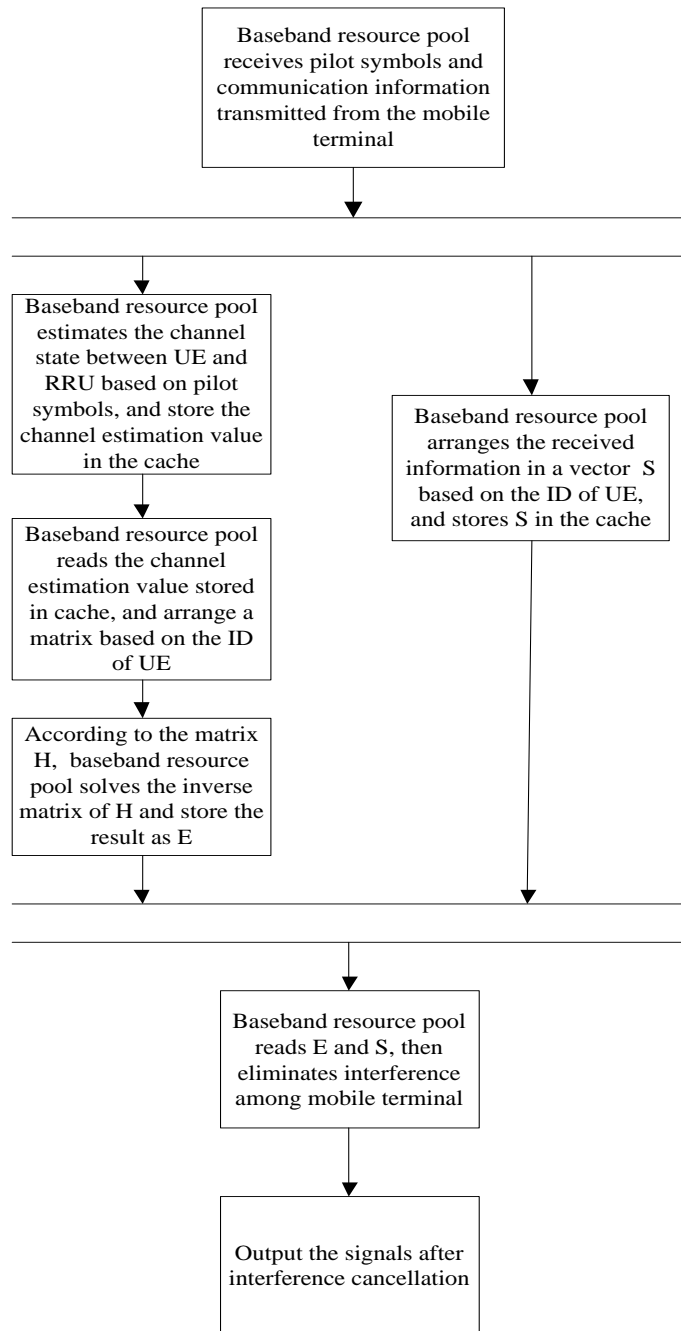 Baseband resource pool
receives pilot symbols and
communication information
transmitted from the mobile
terminal
Baseband resource pool
estimates the channel
state between UE and
RRU based on pilot
symbols, and store the
channel estimation value
in the cache
Baseband resource pool
arranges the received
information in a vector S
based on the ID of UE,
and stores S in the cache
Baseband resource pool
reads the channel
estimation value stored
in cache, and arrange a
matrix based on the ID
of UE
According to the matrix
H, baseband resource
pool solves the inverse
matrix of H and store the
result as E
Baseband resource pool
reads E and S, then
eliminates interference
among mobile terminal
Output the signals after
interference cancellation